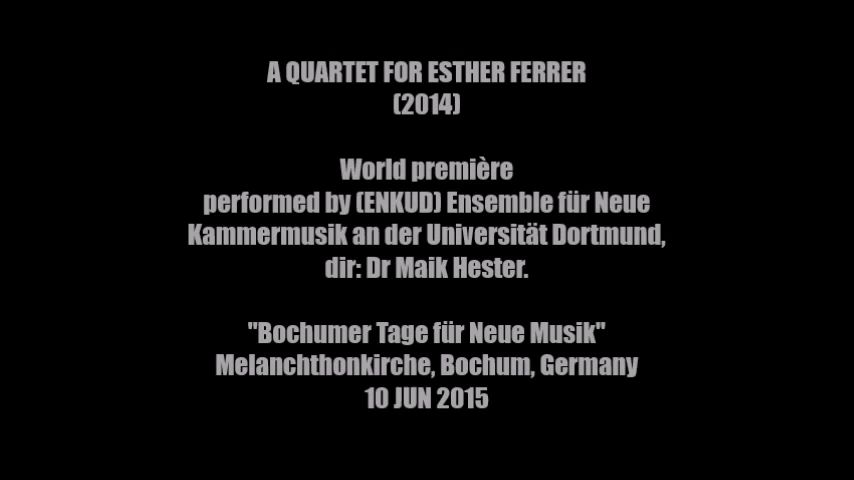 A QUARTET FOR ESTHER FERRER
(2014)
World première
performed by (ENKUD) Ensemble für Neue
Kammermusik an der Universität Dortmund,
dir: Dr Maik Hester.
"Bochumer Tage für Neue Musik"
Melanchthonkirche, Bochum, Germany
10 JUN 2015